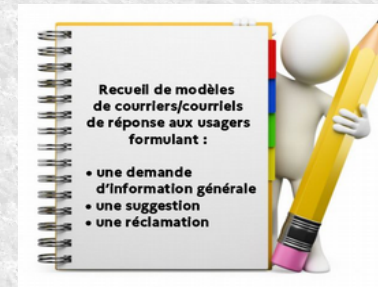 Recueil de modèles
de courriers/courriels
de réponse aux usagers
formulant :
• une demande
d'information générale
• une suggestion
• une réclamation